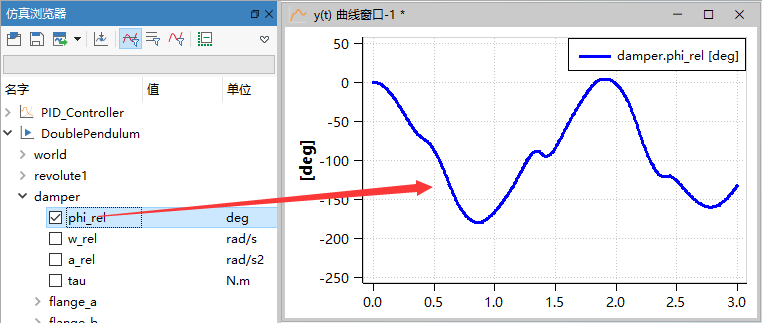 仿真浏览器
名字 值 单位
PID_Controller
DoublePendulum
world
revolute1
damper
phi_rel deg
w_rel rad/s
a_rel rad/s2
tau N.m
flange_a
flange_b
y(t) 曲线窗口-1 *
damper.phi_rel [deg]
[deg]
50
0
-50
-100
-150
-200
-250
0.0 0.5 1.0 1.5 2.0 2.5 3.0